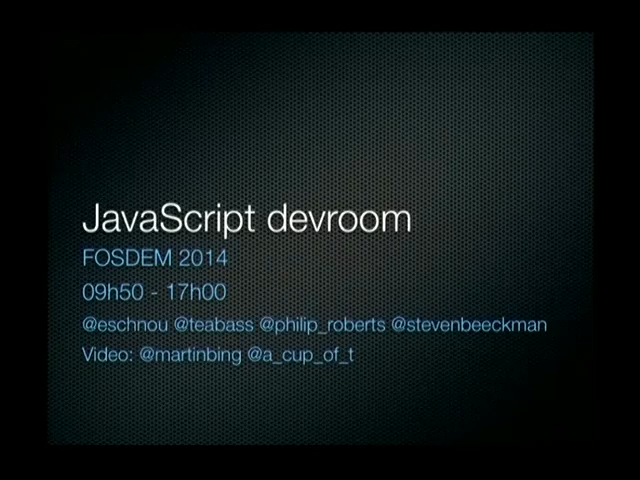 JavaScript devroom
FOSDEM 2014
09h50 - 17h00
@eschnou @teabass @philip_roberts @stevenbeeckman
Video: @martinbing @a_cup_of_t